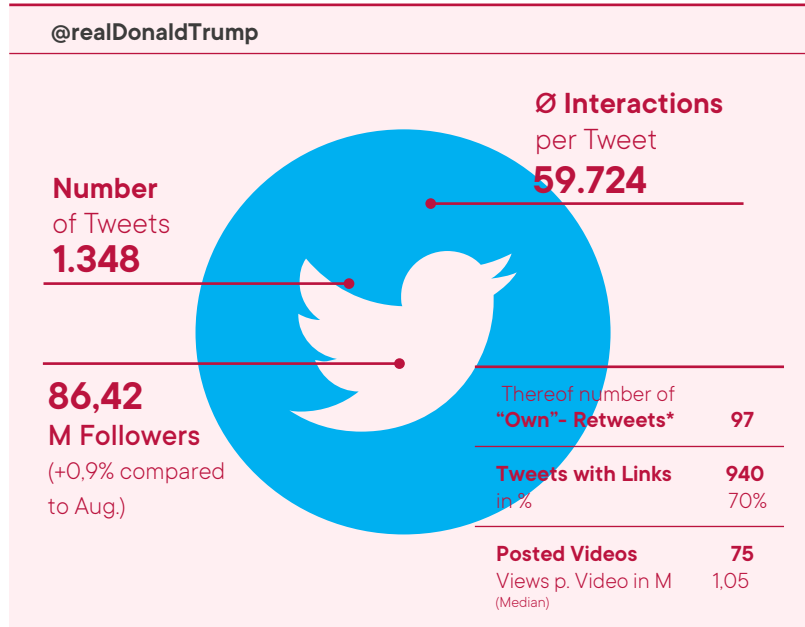 @realDonaldTrump
Ø Interactions
per Tweet
59.724
Number
of Tweets
1.348
86,42
M Followers
(+0,9% compared
to Aug.)
Thereof number of
“Own”- Retweets* 97
Tweets with Links 940
in % 70%
Posted Videos 75
Views p. Video in M 1,05
(Median)